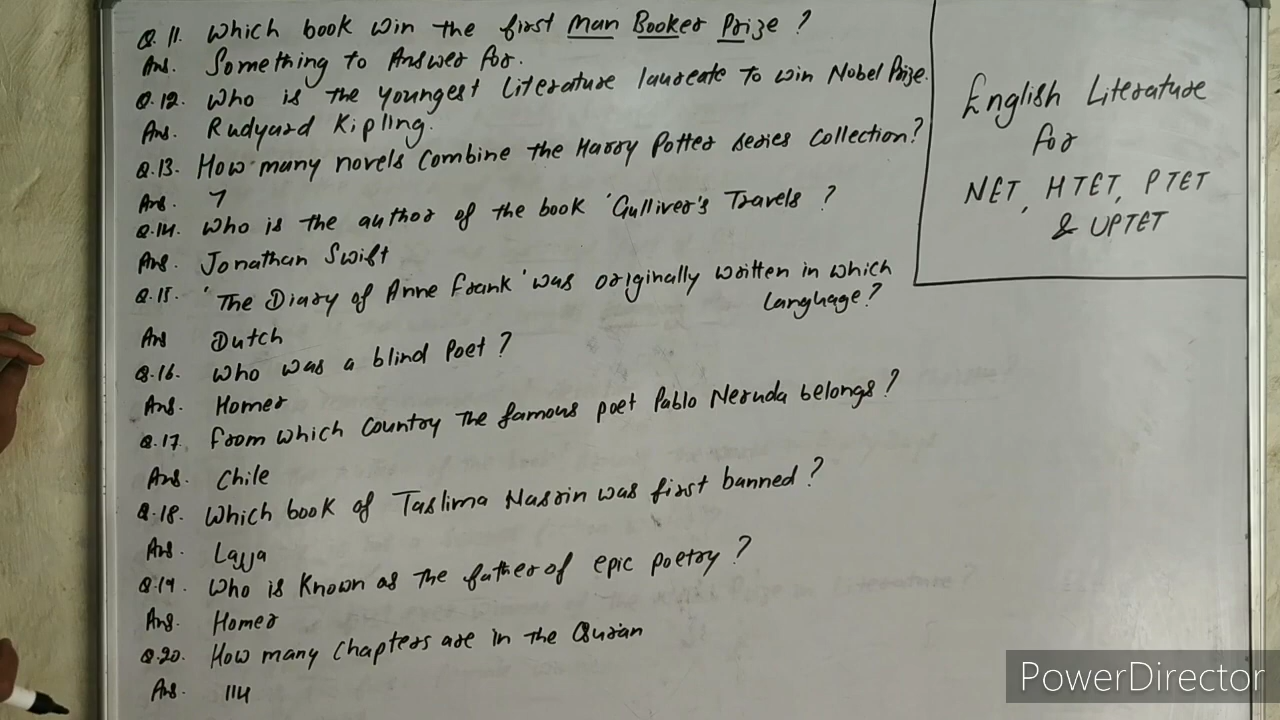 Q.11. Which book win the first Man Booker Prize ?
Ans. Something to Answer for.
Q.12. Who is the youngest Literature laureate to win Nobel Prize.
Ans. Rudyard Kipling.
Q.13. How many novels combine the Harry Potter series collection?
Ans. 7
Q.14. Who is the author of the book 'Gulliver's Travels ?
Ans. Jonathan Swift
Q.15. 'The Diary of Anne Frank' was originally written in which
language?
Ans Dutch
Q.16. Who was a blind Poet ?
Ans. Homer
Q.17. From which Country the famous poet Pablo Neruda belongs ?
Ans. Chile
Q.18. Which book of Taslima Nasrin was first banned ?
Ans. Lajja
Q.19. Who is Known as the father of epic poetry ?
Ans. Homer
Q.20. How many chapters are in the Quran
Ans. 114
English Literature
for
NET, HTET, PTET
& UPTET
PowerDirector